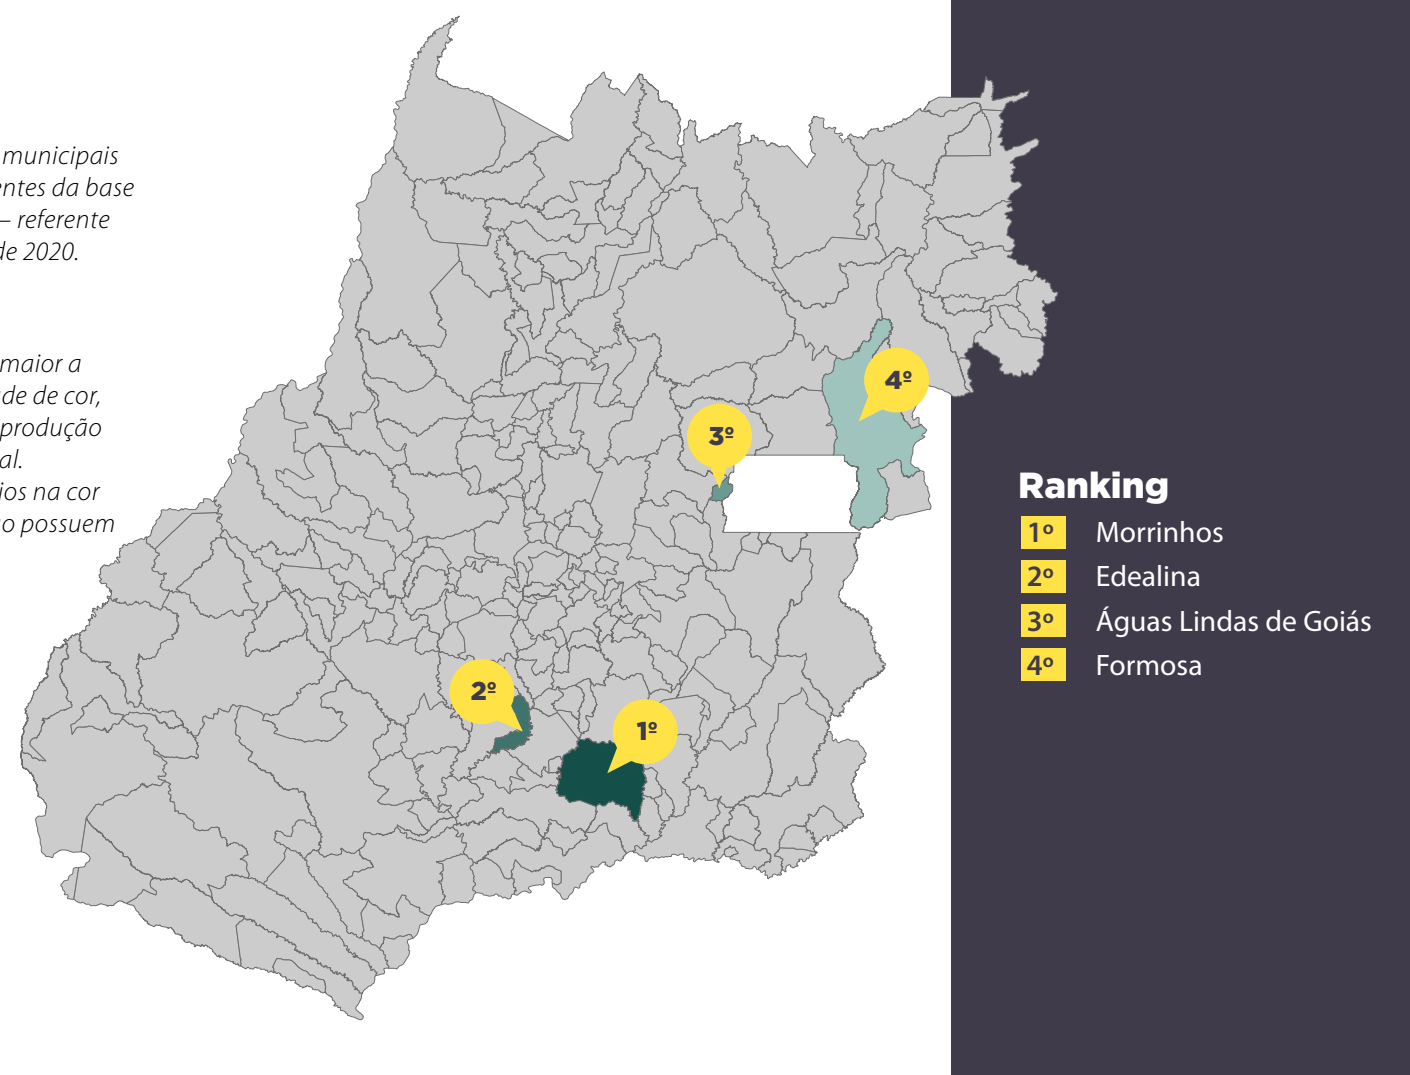 municipais
entes da base
– referente
de 2020.
maior a
de de cor,
produção
al.
ios na cor
o possuem
4º
3º
2º
1º
Ranking
1º Morrinhos
2º Edealina
3º Águas Lindas de Goiás
4º Formosa